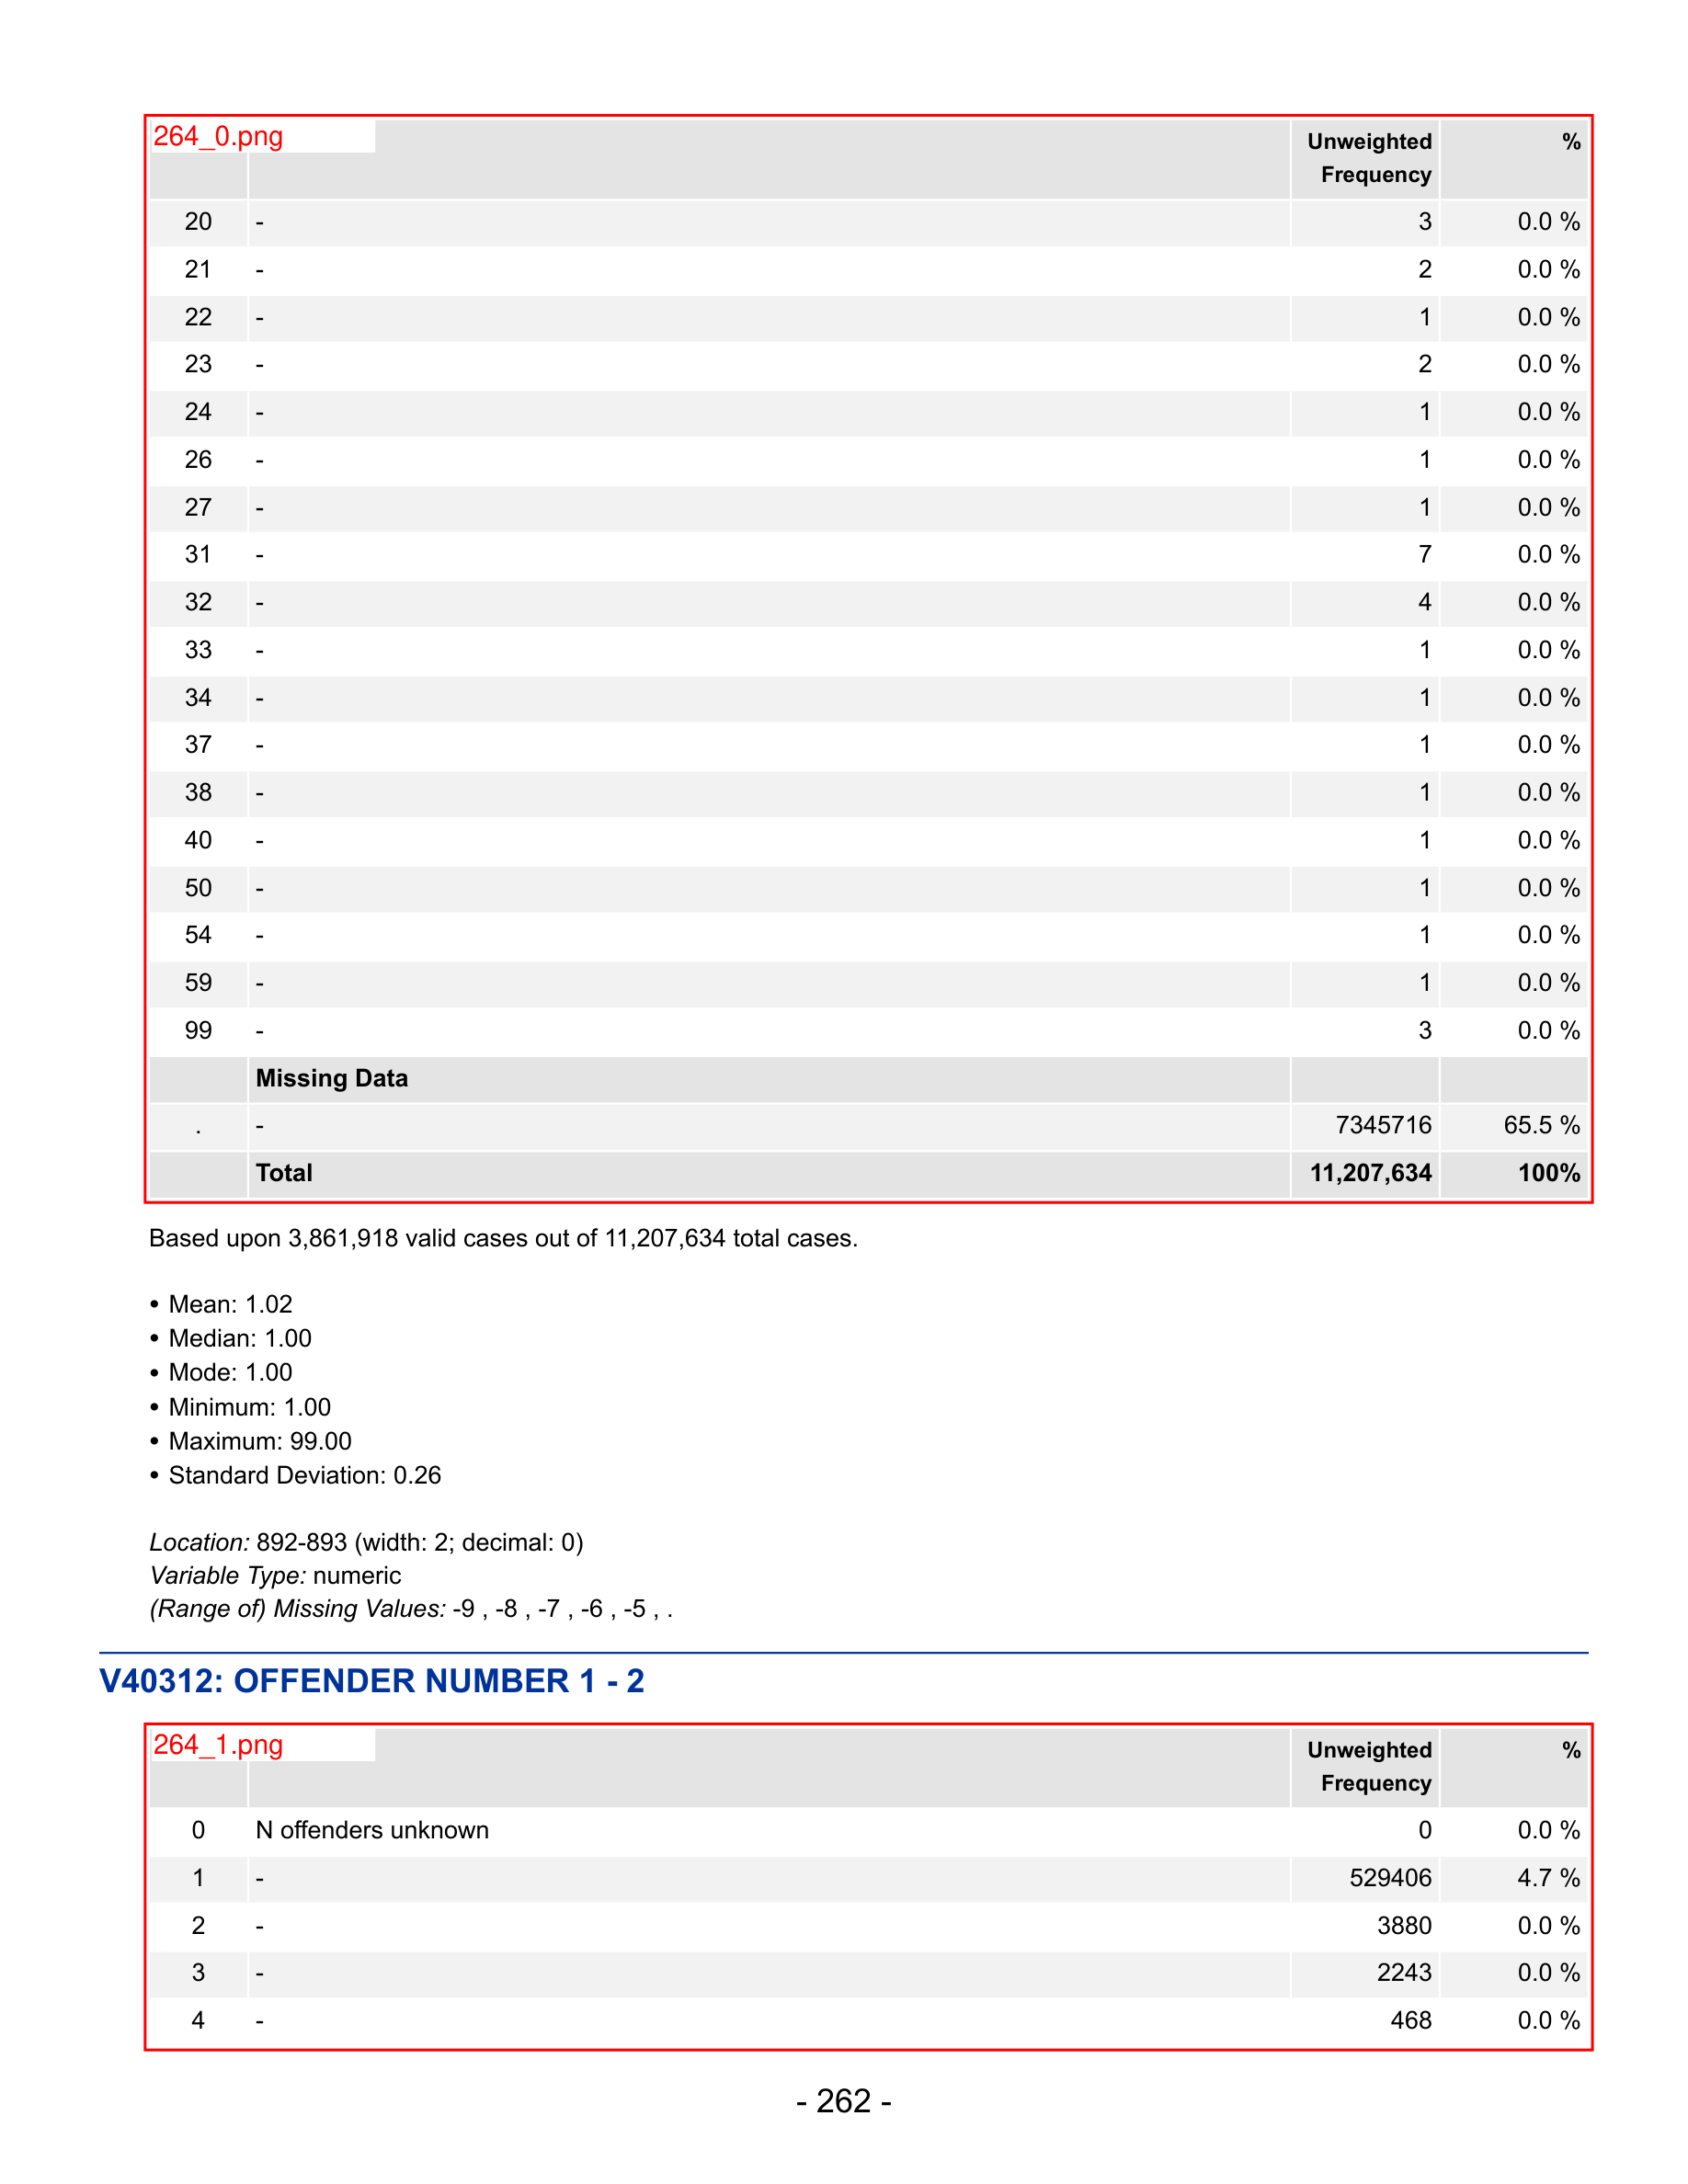 264_0.png
Unweighted Frequency %
20 - 3 0.0 %
21 - 2 0.0 %
22 - 1 0.0 %
23 - 2 0.0 %
24 - 1 0.0 %
26 - 1 0.0 %
27 - 1 0.0 %
31 - 7 0.0 %
32 - 4 0.0 %
33 - 1 0.0 %
34 - 1 0.0 %
37 - 1 0.0 %
38 - 1 0.0 %
40 - 1 0.0 %
50 - 1 0.0 %
54 - 1 0.0 %
59 - 1 0.0 %
99 - 3 0.0 %
Missing Data
. - 7345716 65.5 %
Total 11,207,634 100%
Based upon 3,861,918 valid cases out of 11,207,634 total cases.
• Mean: 1.02
• Median: 1.00
• Mode: 1.00
• Minimum: 1.00
• Maximum: 99.00
• Standard Deviation: 0.26
Location: 892-893 (width: 2; decimal: 0)
Variable Type: numeric
(Range of) Missing Values: -9 , -8 , -7 , -6 , -5 , .
V40312: OFFENDER NUMBER 1 - 2
264_1.png
Unweighted Frequency %
0 N offenders unknown 0 0.0 %
1 - 529406 4.7 %
2 - 3880 0.0 %
3 - 2243 0.0 %
4 - 468 0.0 %
- 262 -